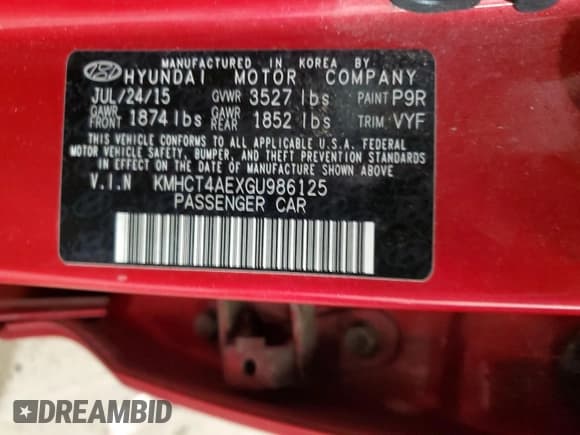 MANUFACTURED IN KOREA BY
HYUNDAI MOTOR COMPANY
JUL/24/15 GVWR 3527 lbs PAINT P9R
GAWR FRONT 1874 lbs GAWR REAR 1852 lbs TRIM VYF
THIS VEHICLE CONFORMS TO ALL APPLICABLE U.S.A. FEDERAL
MOTOR VEHICLE SAFETY, BUMPER, AND THEFT PREVENTION STANDARDS
IN EFFECT ON THE DATE OF MANUFACTURE SHOWN ABOVE.
V.I.N KMHCT4AEXGU986125
PASSENGER CAR
DREAMBID